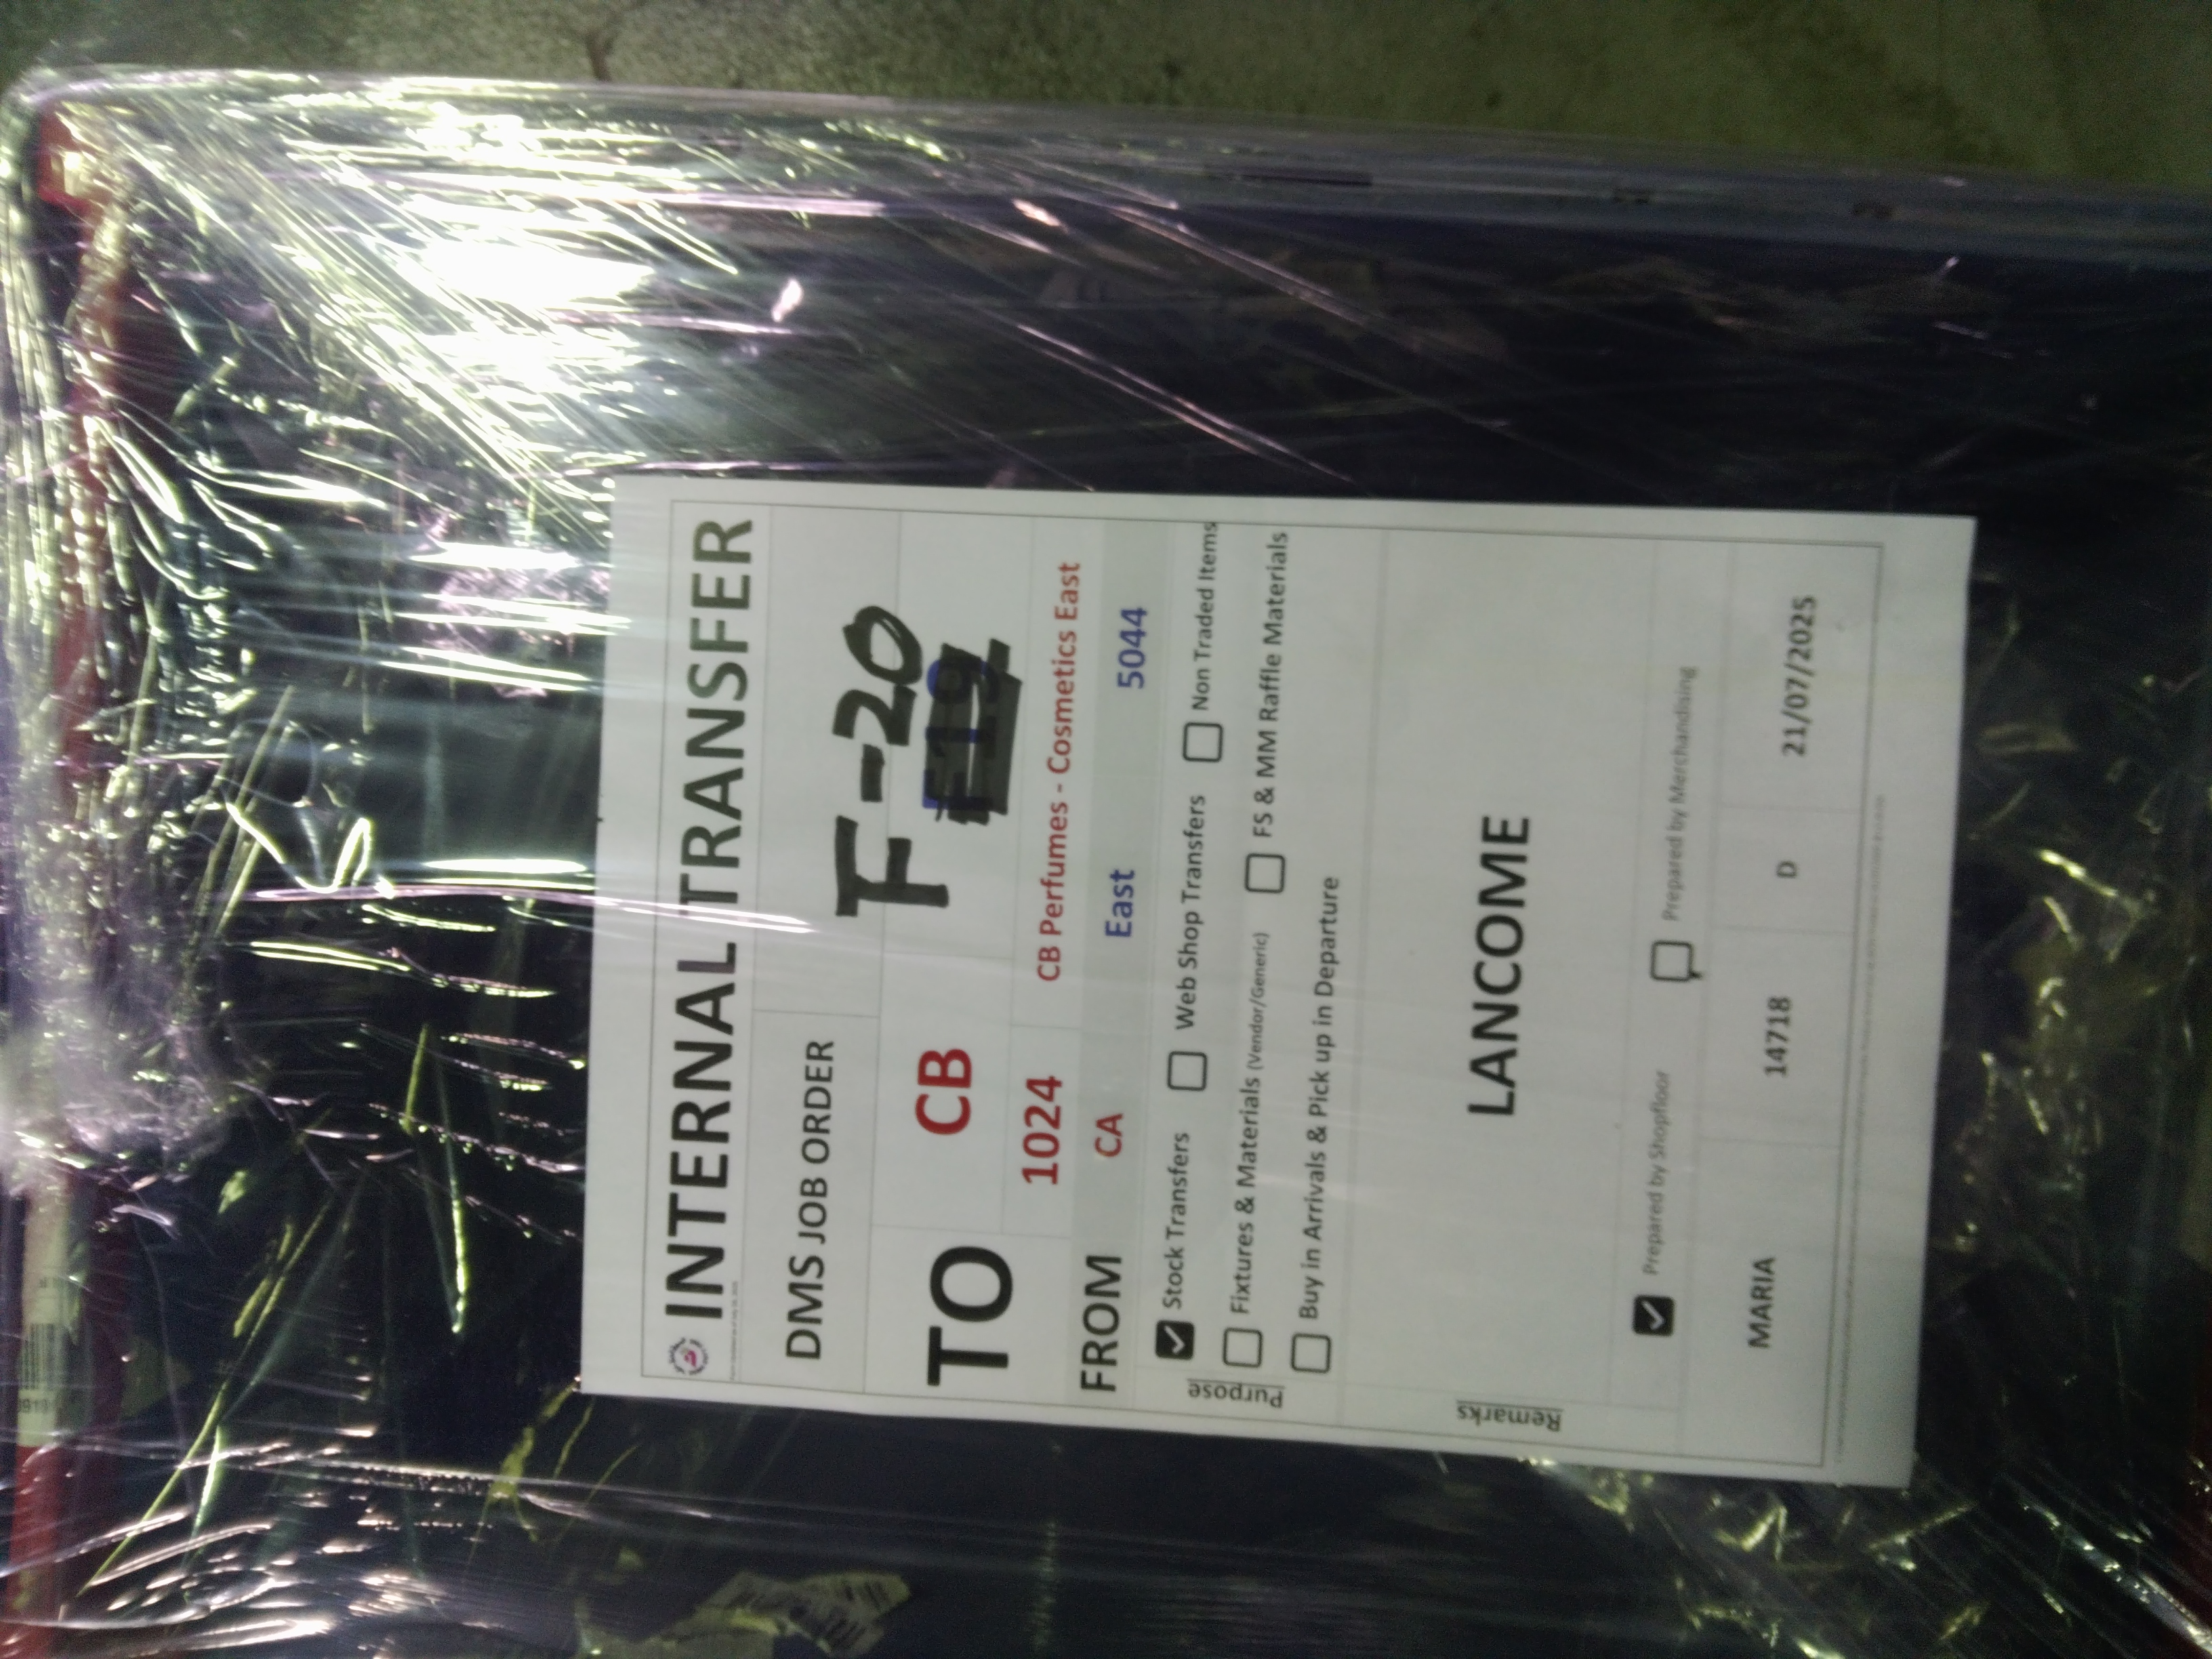 INTERNAL TRANSFER
DMS JOB ORDER
F-20
TO CB F19
1024 CB Perfumes - Cosmetics East
FROM CA East 5044
Purpose
Stock Transfers Web Shop Transfers Non Traded Items
Fixtures & Materials (Vendor/Generic) FS & MM Raffle Materials
Buy in Arrivals & Pick up in Departure
Remarks
LANCOME
Prepared by Shopfloor Prepared by Merchandising
MARIA 14718 D 21/07/2025